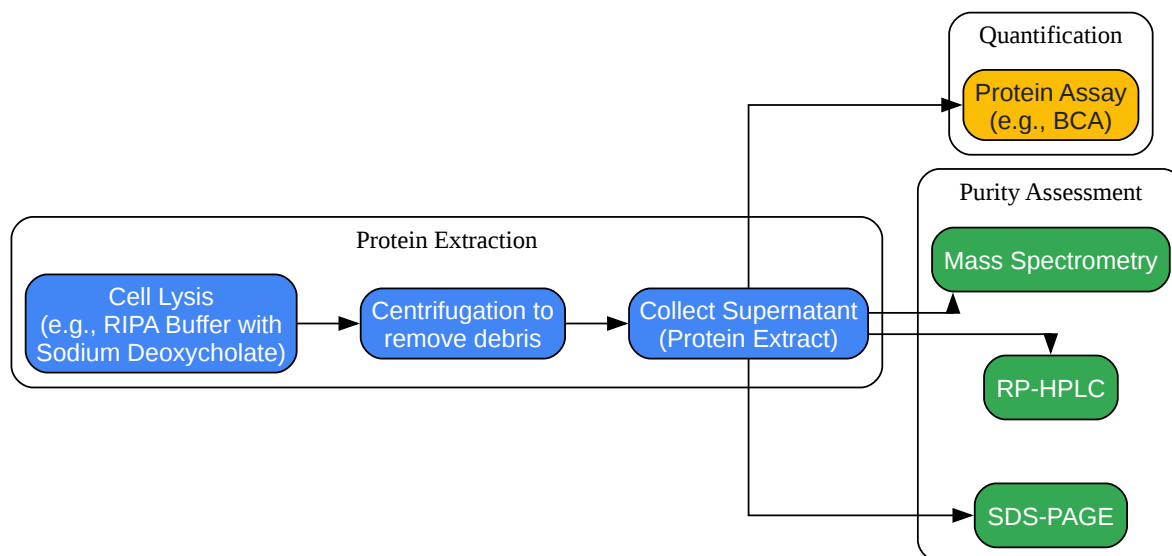 Quantification
Protein Assay
(e.g., BCA)
Purity Assessment
Mass Spectrometry
RP-HPLC
SDS-PAGE
Protein Extraction
Cell Lysis
(e.g., RIPA Buffer with
Sodium Deoxycholate)
Centrifugation to
remove debris
Collect Supernatant
(Protein Extract)